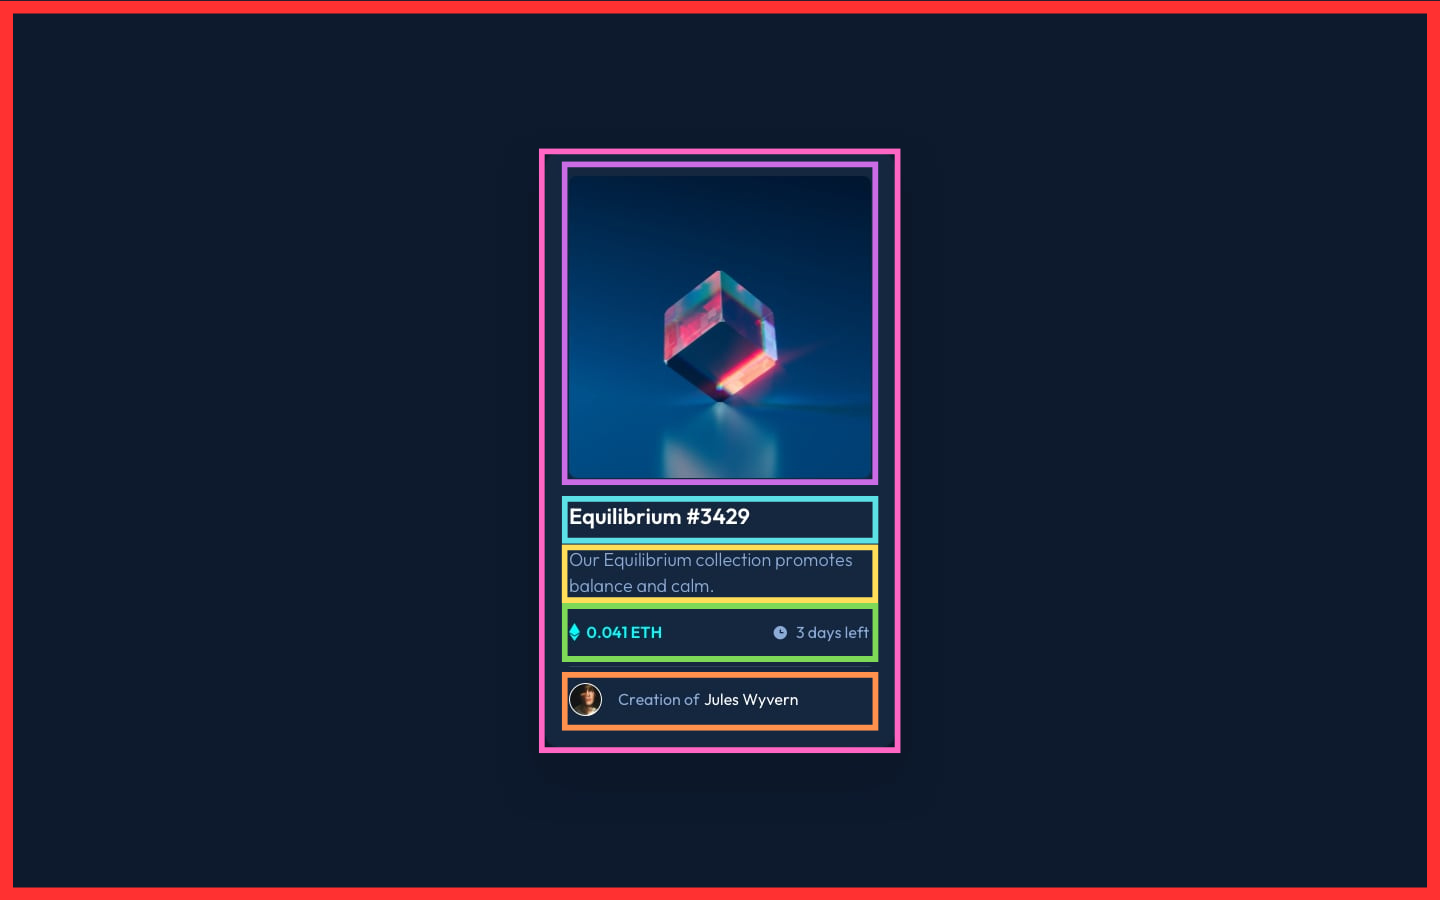 Equilibrium #3429
Our Equilibrium collection promotes
balance and calm.
0.041 ETH 3 days left
Creation of Jules Wyvern